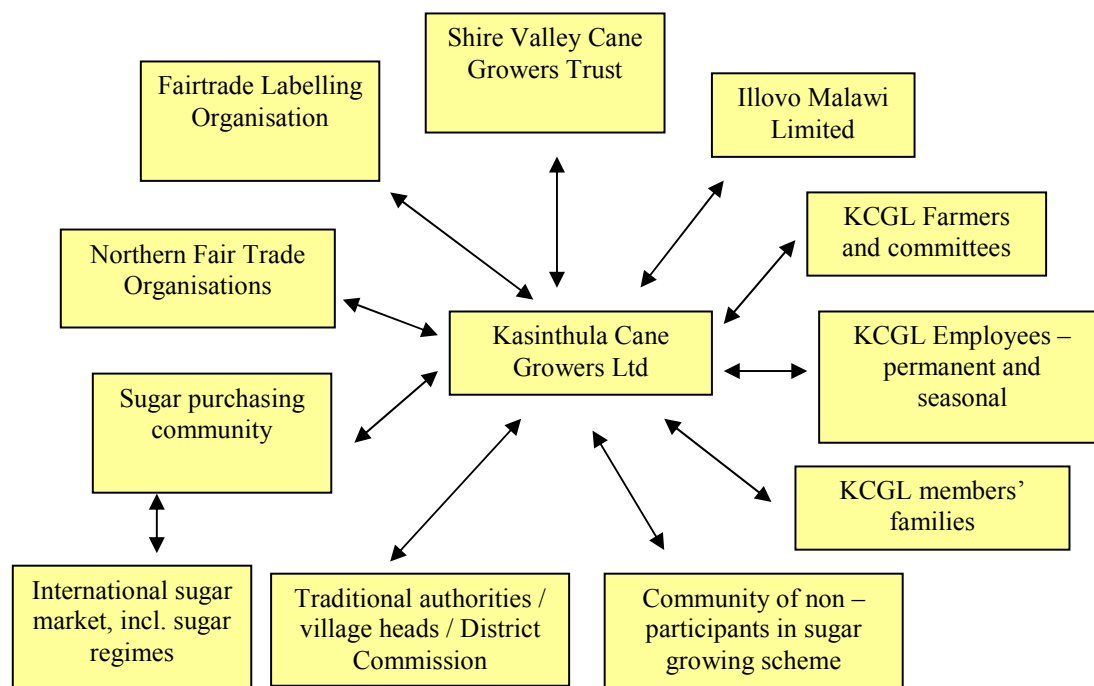 Shire Valley Cane
Growers Trust
Fairtrade Labelling
Organisation
Illovo Malawi
Limited
KCGL Farmers
and committees
Northern Fair Trade
Organisations
Kasinthula Cane
Growers Ltd
KCGL Employees –
permanent and
seasonal
Sugar purchasing
community
KCGL members’
families
International sugar
market, incl. sugar
regimes
Traditional authorities /
village heads / District
Commission
Community of non –
participants in sugar
growing scheme